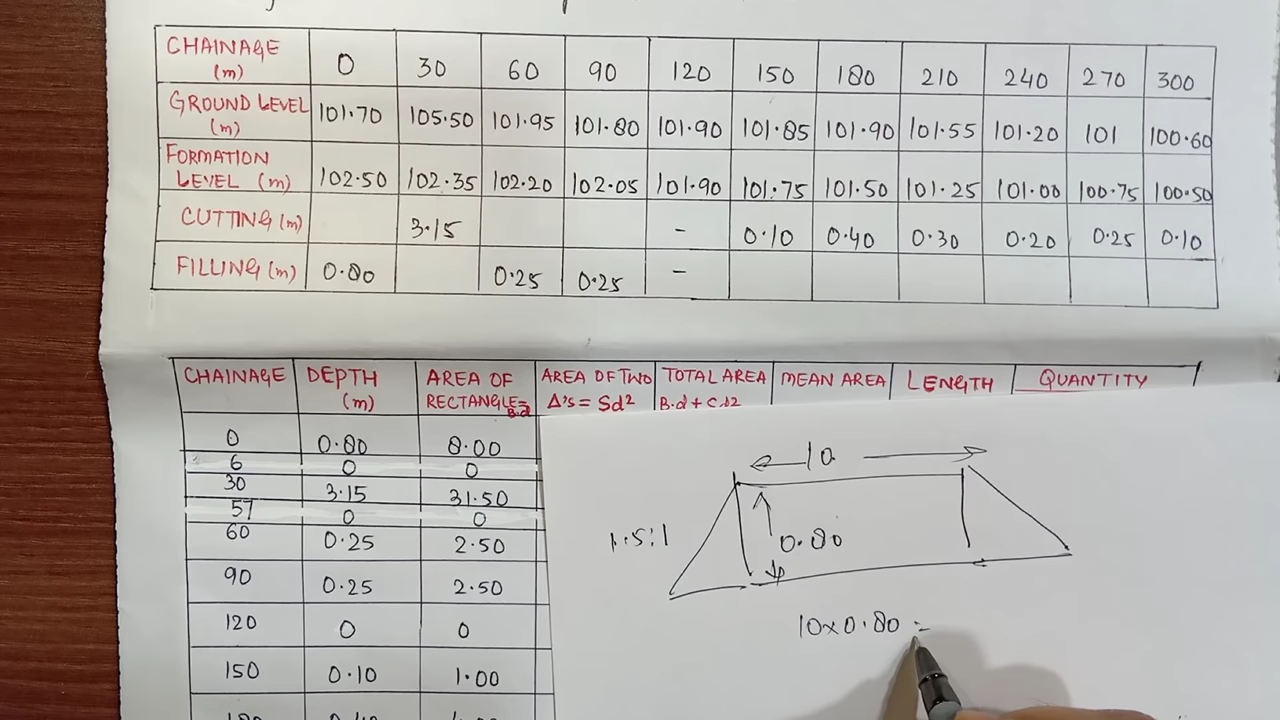 CHAINAGE (m) 0 30 60 90 120 150 180 210 240 270 300
GROUND LEVEL (m) 101.70 105.50 101.95 101.80 101.90 101.85 101.90 101.55 101.20 101 100.60
FORMATION LEVEL (m) 102.50 102.35 102.20 102.05 101.90 101.75 101.50 101.25 101.00 100.75 100.50
CUTTING (m) 3.15 - 0.10 0.40 0.30 0.20 0.25 0.10
FILLING (m) 0.80 0.25 0.25 -
CHAINAGE DEPTH (m) AREA OF RECTANGLE= B.d AREA OF TWO Δ's = Sd² TOTAL AREA B.d + Sd² MEAN AREA LENGTH QUANTITY
0 0.80 8.00
6 0 0
30 3.15 31.50
57 0 0
60 0.25 2.50
90 0.25 2.50
120 0 0
150 0.10 1.00
10
1.5:1
0.80
10×0.80 =